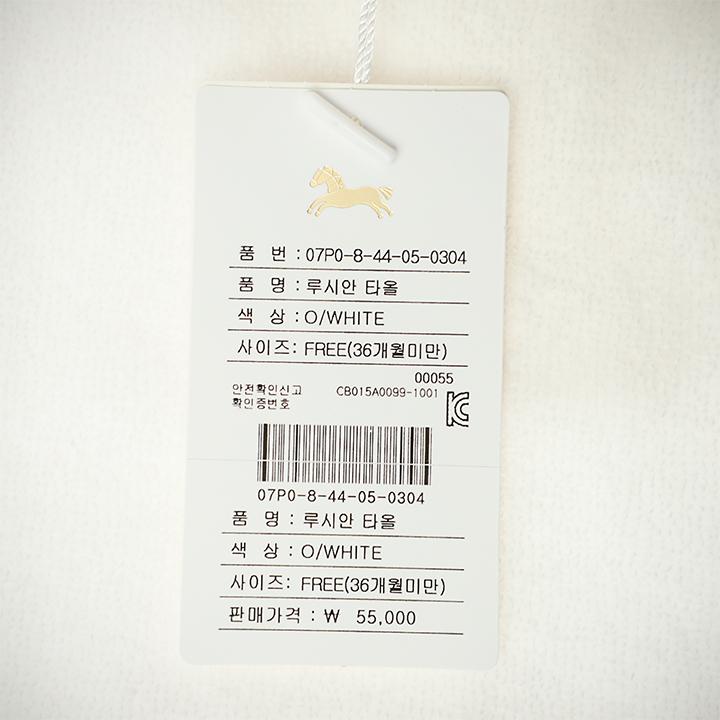 품 번 : 07P0-8-44-05-0304
품 명 : 루시안 타올
색 상 : O/WHITE
사이즈: FREE(36개월미만)
00055
안전확인신고 CB015A0099-1001
확인증번호
07P0-8-44-05-0304
품 명 : 루시안 타올
색 상 : O/WHITE
사이즈: FREE(36개월미만)
판매가격 : ₩ 55,000